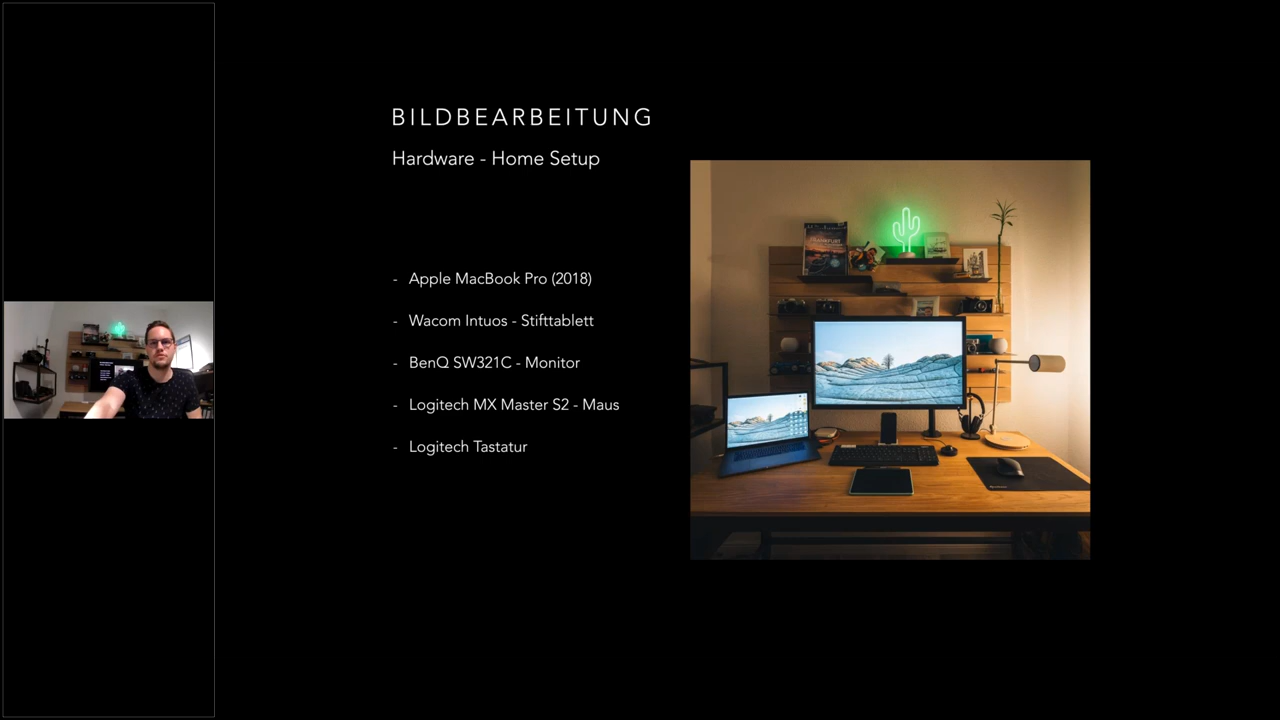 BILDBEARBEITUNG
Hardware - Home Setup
- Apple MacBook Pro (2018)
- Wacom Intuos - Stifttablett
- BenQ SW321C - Monitor
- Logitech MX Master S2 - Maus
- Logitech Tastatur
FRANKFURT